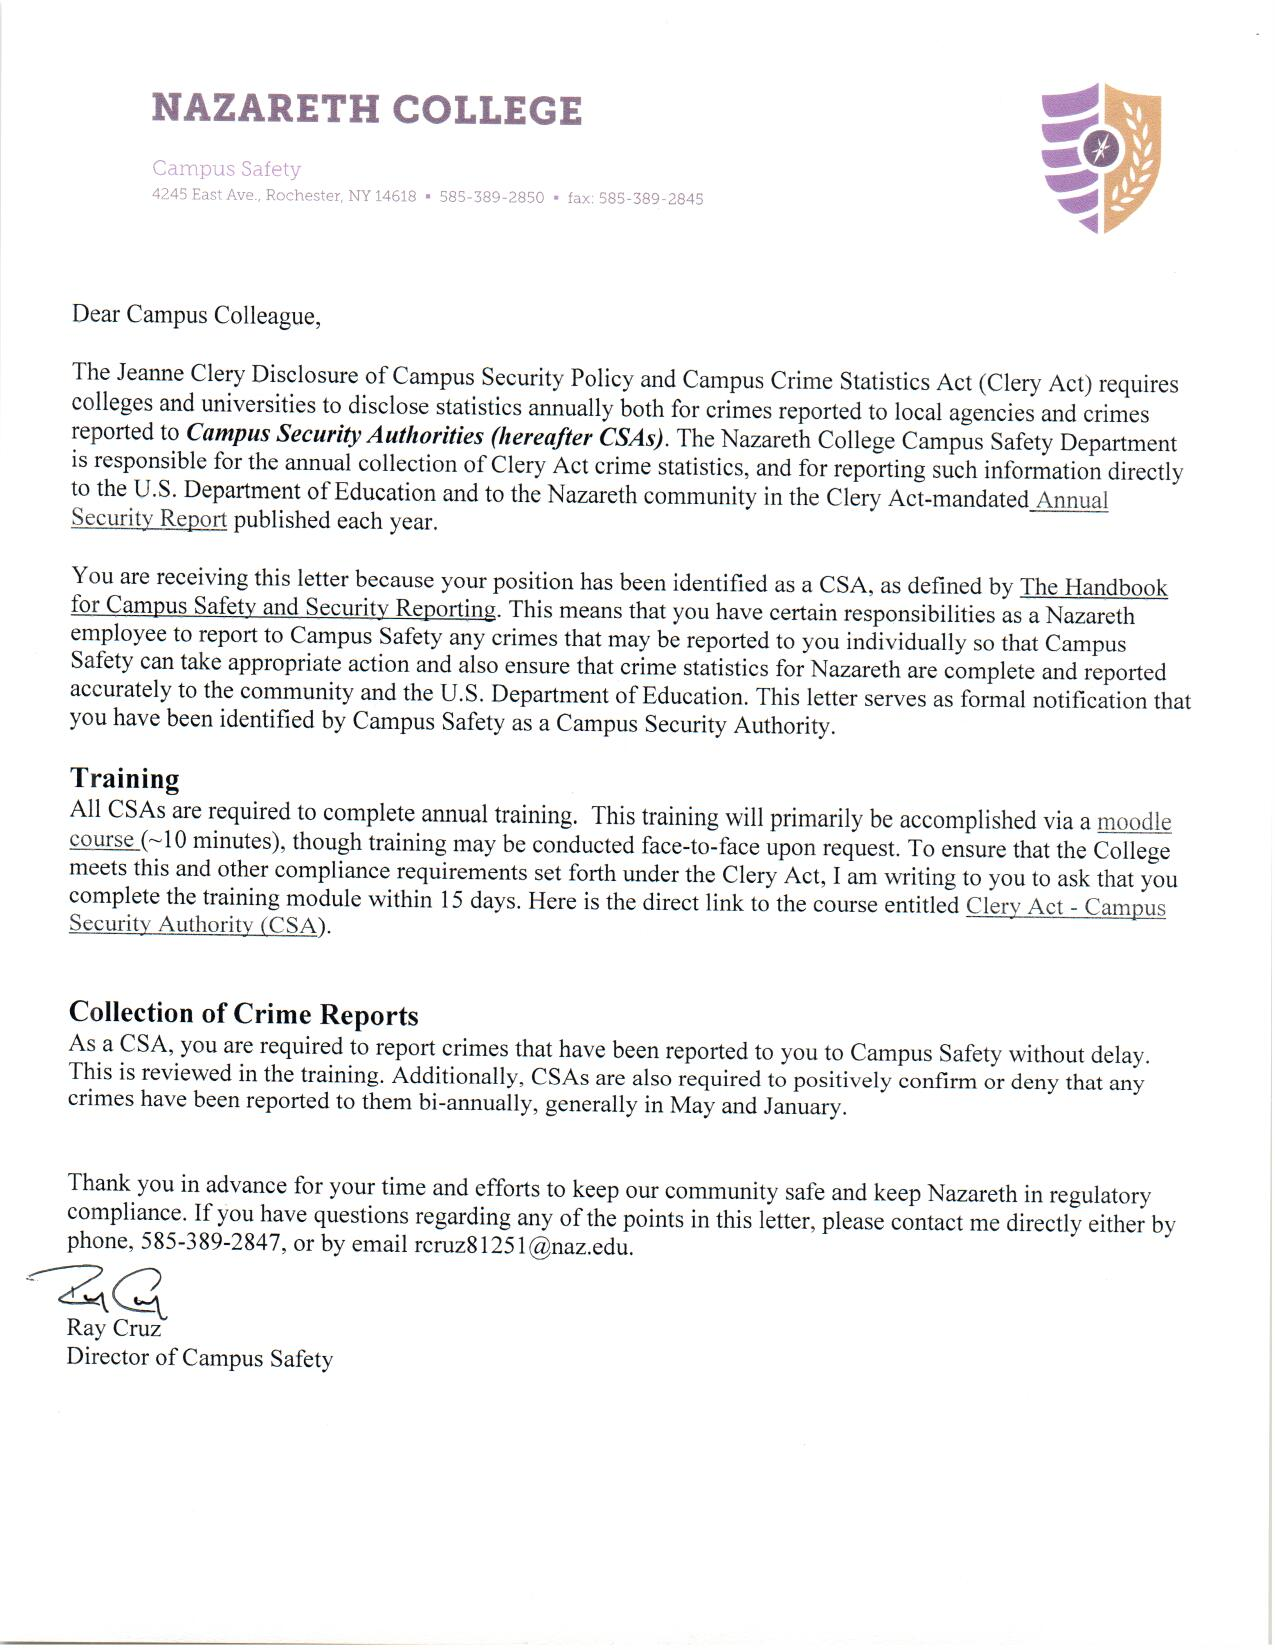 NAZARETH COLLEGE
Campus Safety
4245 East Ave., Rochester, NY 14618 ▪ 585-389-2850 ▪ fax: 585-389-2845
Dear Campus Colleague,
The Jeanne Clery Disclosure of Campus Security Policy and Campus Crime Statistics Act (Clery Act) requires
colleges and universities to disclose statistics annually both for crimes reported to local agencies and crimes
reported to Campus Security Authorities (hereafter CSAs). The Nazareth College Campus Safety Department
is responsible for the annual collection of Clery Act crime statistics, and for reporting such information directly
to the U.S. Department of Education and to the Nazareth community in the Clery Act-mandated Annual
Security Report published each year.
You are receiving this letter because your position has been identified as a CSA, as defined by The Handbook
for Campus Safety and Security Reporting. This means that you have certain responsibilities as a Nazareth
employee to report to Campus Safety any crimes that may be reported to you individually so that Campus
Safety can take appropriate action and also ensure that crime statistics for Nazareth are complete and reported
accurately to the community and the U.S. Department of Education. This letter serves as formal notification that
you have been identified by Campus Safety as a Campus Security Authority.
Training
All CSAs are required to complete annual training. This training will primarily be accomplished via a moodle
course (~10 minutes), though training may be conducted face-to-face upon request. To ensure that the College
meets this and other compliance requirements set forth under the Clery Act, I am writing to you to ask that you
complete the training module within 15 days. Here is the direct link to the course entitled Clery Act - Campus
Security Authority (CSA).
Collection of Crime Reports
As a CSA, you are required to report crimes that have been reported to you to Campus Safety without delay.
This is reviewed in the training. Additionally, CSAs are also required to positively confirm or deny that any
crimes have been reported to them bi-annually, generally in May and January.
Thank you in advance for your time and efforts to keep our community safe and keep Nazareth in regulatory
compliance. If you have questions regarding any of the points in this letter, please contact me directly either by
phone, 585-389-2847, or by email rcruz81251@naz.edu.
Ray Cruz
Director of Campus Safety